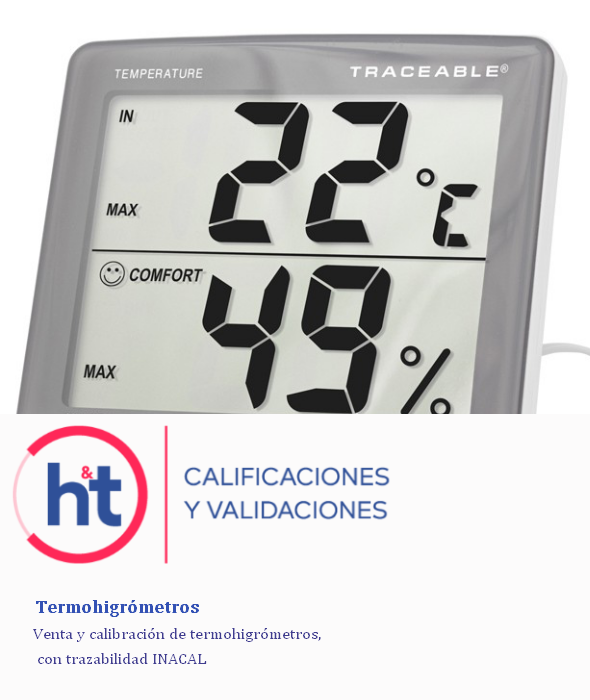 TEMPERATURE
TRACEABLE®
IN
22 °C
MAX
COMFORT
49 %
MAX
h&t
CALIFICACIONES
Y VALIDACIONES
Termohigrómetros
Venta y calibración de termohigrómetros,
con trazabilidad INACAL